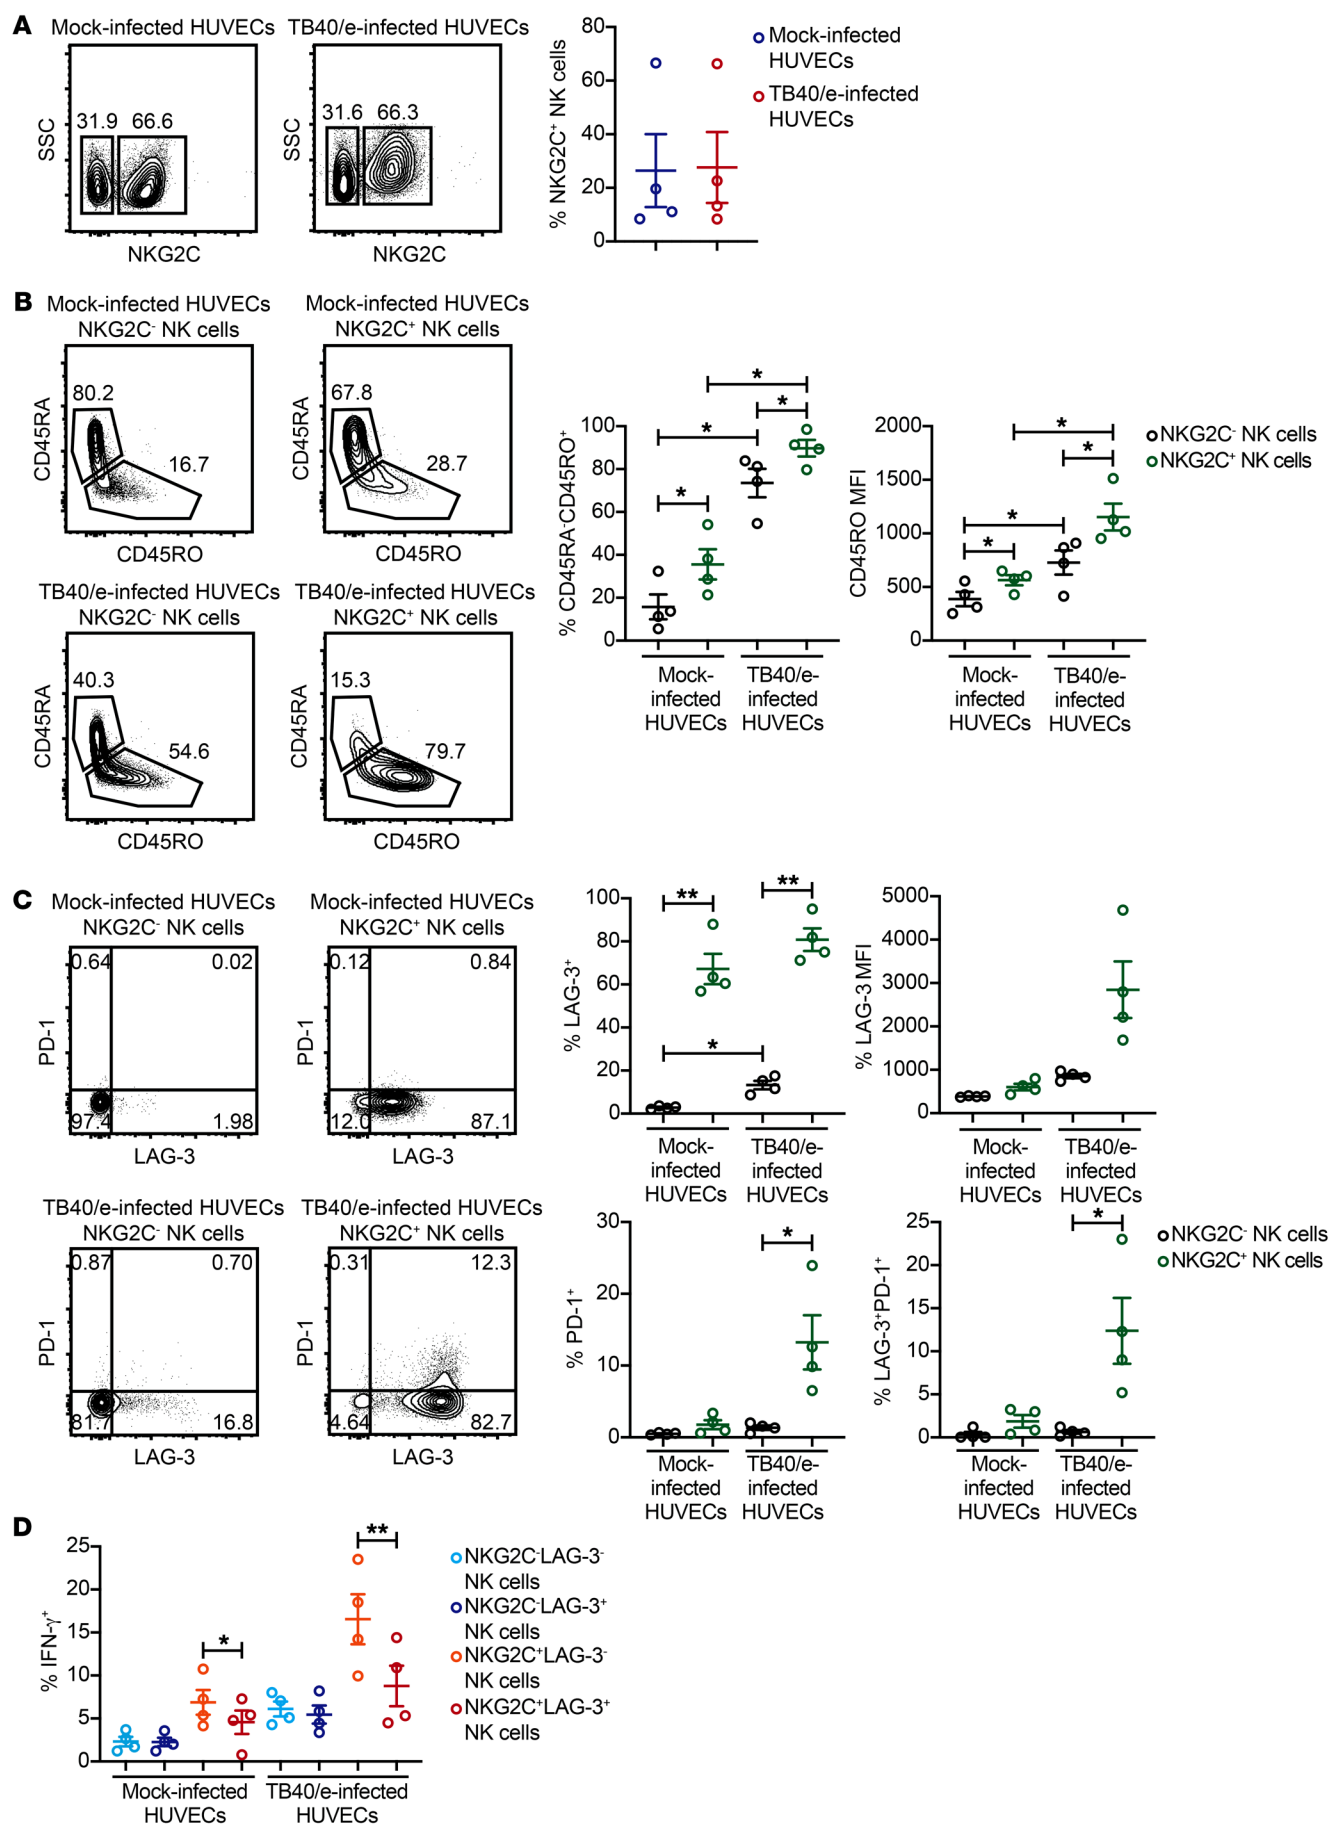 A
Mock-infected HUVECs
TB40/e-infected HUVECs
SSC
31.9
66.6
NKG2C
SSC
31.6
66.3
NKG2C
% NKG2C⁺ NK cells
80
60
40
20
0
Mock-infected
HUVECs
TB40/e-infected
HUVECs
B
Mock-infected HUVECs
NKG2C⁻ NK cells
CD45RA
80.2
16.7
CD45RO
Mock-infected HUVECs
NKG2C⁺ NK cells
CD45RA
67.8
28.7
CD45RO
TB40/e-infected HUVECs
NKG2C⁻ NK cells
CD45RA
40.3
54.6
CD45RO
TB40/e-infected HUVECs
NKG2C⁺ NK cells
CD45RA
15.3
79.7
CD45RO
% CD45RA⁻CD45RO⁺
100
80
60
40
20
0
*
*
*
*
Mock-
infected
HUVECs
TB40/e-
infected
HUVECs
CD45RO MFI
2000
1500
1000
500
0
*
*
*
*
Mock-
infected
HUVECs
TB40/e-
infected
HUVECs
NKG2C⁻ NK cells
NKG2C⁺ NK cells
C
Mock-infected HUVECs
NKG2C⁻ NK cells
PD-1
0.64
0.02
97.4
1.98
LAG-3
Mock-infected HUVECs
NKG2C⁺ NK cells
PD-1
0.12
0.84
12.0
87.1
LAG-3
TB40/e-infected HUVECs
NKG2C⁻ NK cells
PD-1
0.87
0.70
81.7
16.8
LAG-3
TB40/e-infected HUVECs
NKG2C⁺ NK cells
PD-1
0.31
12.3
4.64
82.7
LAG-3
% LAG-3⁺
100
80
60
40
20
0
**
**
*
Mock-
infected
HUVECs
TB40/e-
infected
HUVECs
% LAG-3 MFI
5000
4000
3000
2000
1000
0
Mock-
infected
HUVECs
TB40/e-
infected
HUVECs
% PD-1⁺
30
20
10
0
*
Mock-
infected
HUVECs
TB40/e-
infected
HUVECs
% LAG-3⁺PD-1⁺
25
20
15
10
5
0
*
Mock-
infected
HUVECs
TB40/e-
infected
HUVECs
NKG2C⁻ NK cells
NKG2C⁺ NK cells
D
% IFN-γ⁺
25
20
15
10
5
0
*
**
Mock-infected
HUVECs
TB40/e-infected
HUVECs
NKG2C⁻LAG-3⁻
NK cells
NKG2C⁻LAG-3⁺
NK cells
NKG2C⁺LAG-3⁻
NK cells
NKG2C⁺LAG-3⁺
NK cells